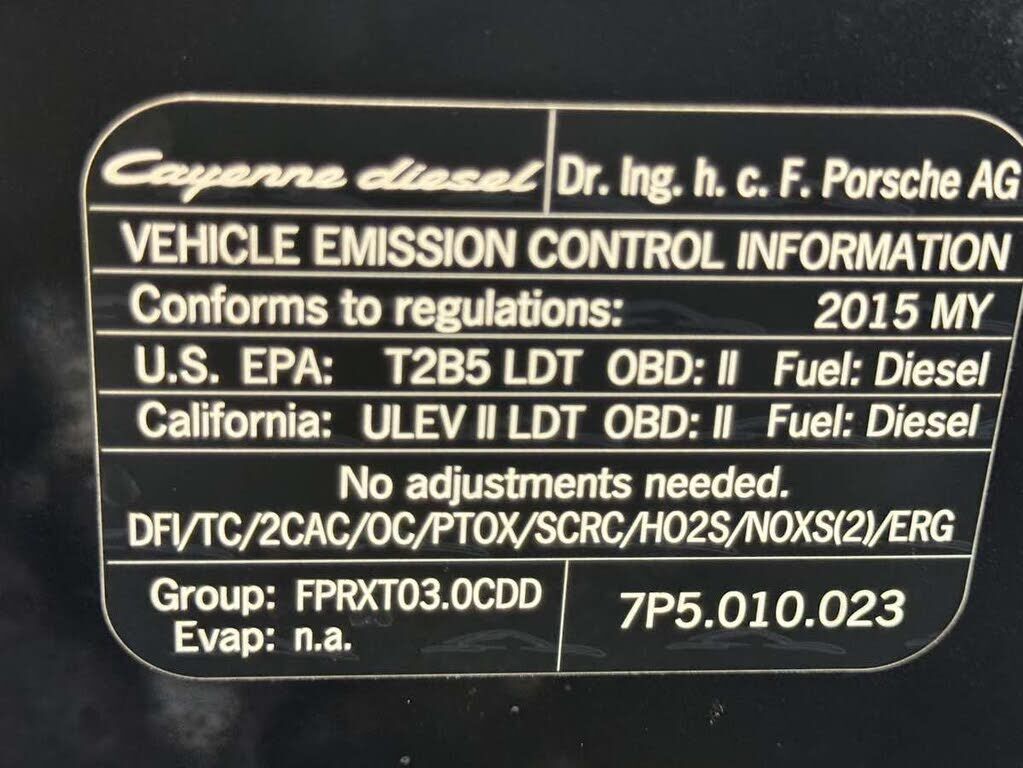 Cayenne diesel Dr. Ing. h. c. F. Porsche AG
VEHICLE EMISSION CONTROL INFORMATION
Conforms to regulations: 2015 MY
U.S. EPA: T2B5 LDT OBD: II Fuel: Diesel
California: ULEV II LDT OBD: II Fuel: Diesel
No adjustments needed.
DFI/TC/2CAC/OC/PTOX/SCRC/HO2S/NOXS(2)/ERG
Group: FPRXT03.0CDD
Evap: n.a.
7P5.010.023